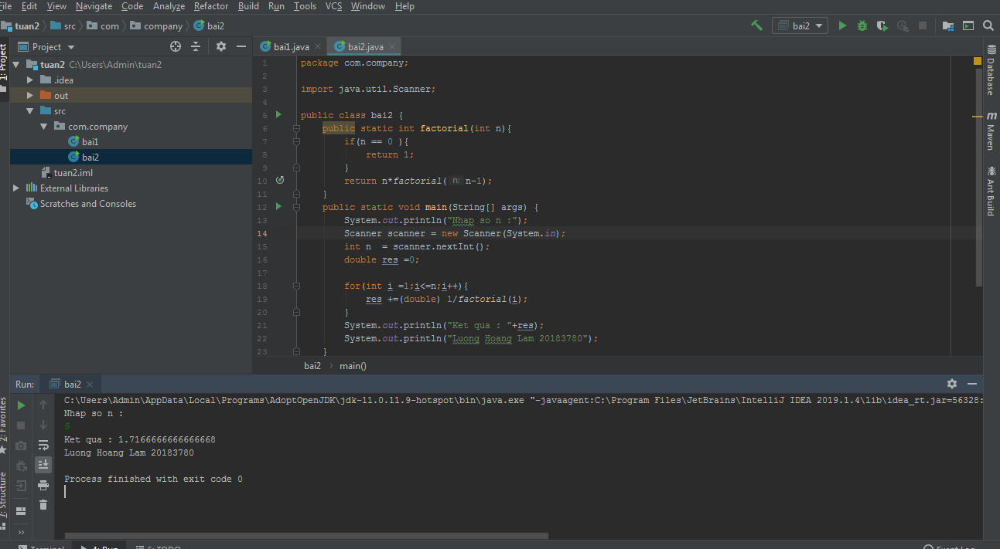 File Edit View Navigate Code Analyze Refactor Build Run Tools VCS Window Help
tuan2 src com company bai2
bai2
Project
bai1.java
bai2.java
1: Project
tuan2 C:\Users\Admin\tuan2
.idea
out
src
com.company
bai1
bai2
tuan2.iml
External Libraries
Scratches and Consoles
1 package com.company;
2
3 import java.util.Scanner;
4
5 public class bai2 {
6 public static int factorial(int n){
7 if(n == 0 ){
8 return 1;
9 }
10 return n*factorial( n: n-1);
11 }
12 public static void main(String[] args) {
13 System.out.println("Nhap so n :");
14 Scanner scanner = new Scanner(System.in);
15 int n  = scanner.nextInt();
16 double res =0;
17
18 for(int i =1;i<=n;i++){
19 res +=(double) 1/factorial(i);
20 }
21 System.out.println("Ket qua : "+res);
22 System.out.println("Luong Hoang Lam 20183780");
23 }
bai2 main()
Database
Maven
Ant Build
Run: bai2
C:\Users\Admin\AppData\Local\Programs\AdoptOpenJDK\jdk-11.0.11.9-hotspot\bin\java.exe "-javaagent:C:\Program Files\JetBrains\IntelliJ IDEA 2019.1.4\lib\idea_rt.jar=56328:
Nhap so n :
5
Ket qua : 1.7166666666666668
Luong Hoang Lam 20183780
Process finished with exit code 0
2: Favorites
7: Structure
Terminal 4: Run 6: TODO Event Log